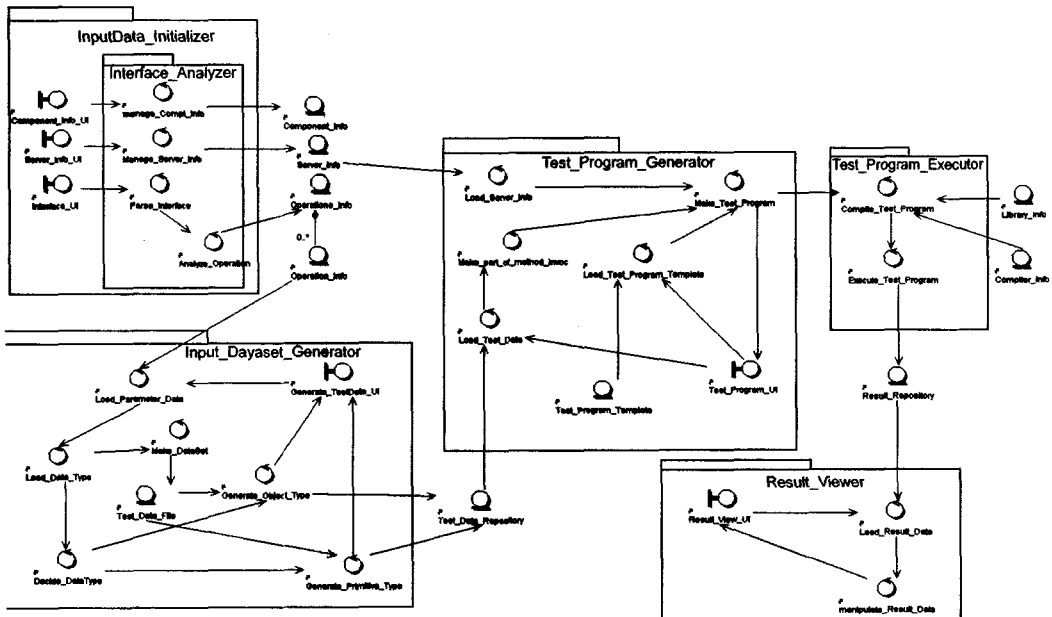 InputData_Initializer
Interface_Analyzer
Component_Info_UI
manage_Compt_Info
Component_Info
Server_Info_UI
Manage_Server_Info
Server_Info
Interface_UI
Parse_Interface
Operations_Info
0..*
Analyze_Operation
Operation_Info
Test_Program_Generator
Load_Server_Info
Make_Test_Program
Make_part_of_method_invoc
Load_Test_Program_Template
Load_Test_Data
Test_Program_Template
Test_Program_UI
Test_Program_Executor
Compile_Test_Program
Library_Info
Execute_Test_Program
Compiler_Info
Result_Repository
Input_Dayaset_Generator
Load_Parameter_Data
Generate_TestData_UI
Make_DataSet
Load_Data_Type
Generate_Object_Type
Test_Data_File
Test_Data_Repository
Decide_DataType
Generate_Primitive_Type
Result_Viewer
Result_View_UI
Load_Result_Data
manipulate_Result_Data